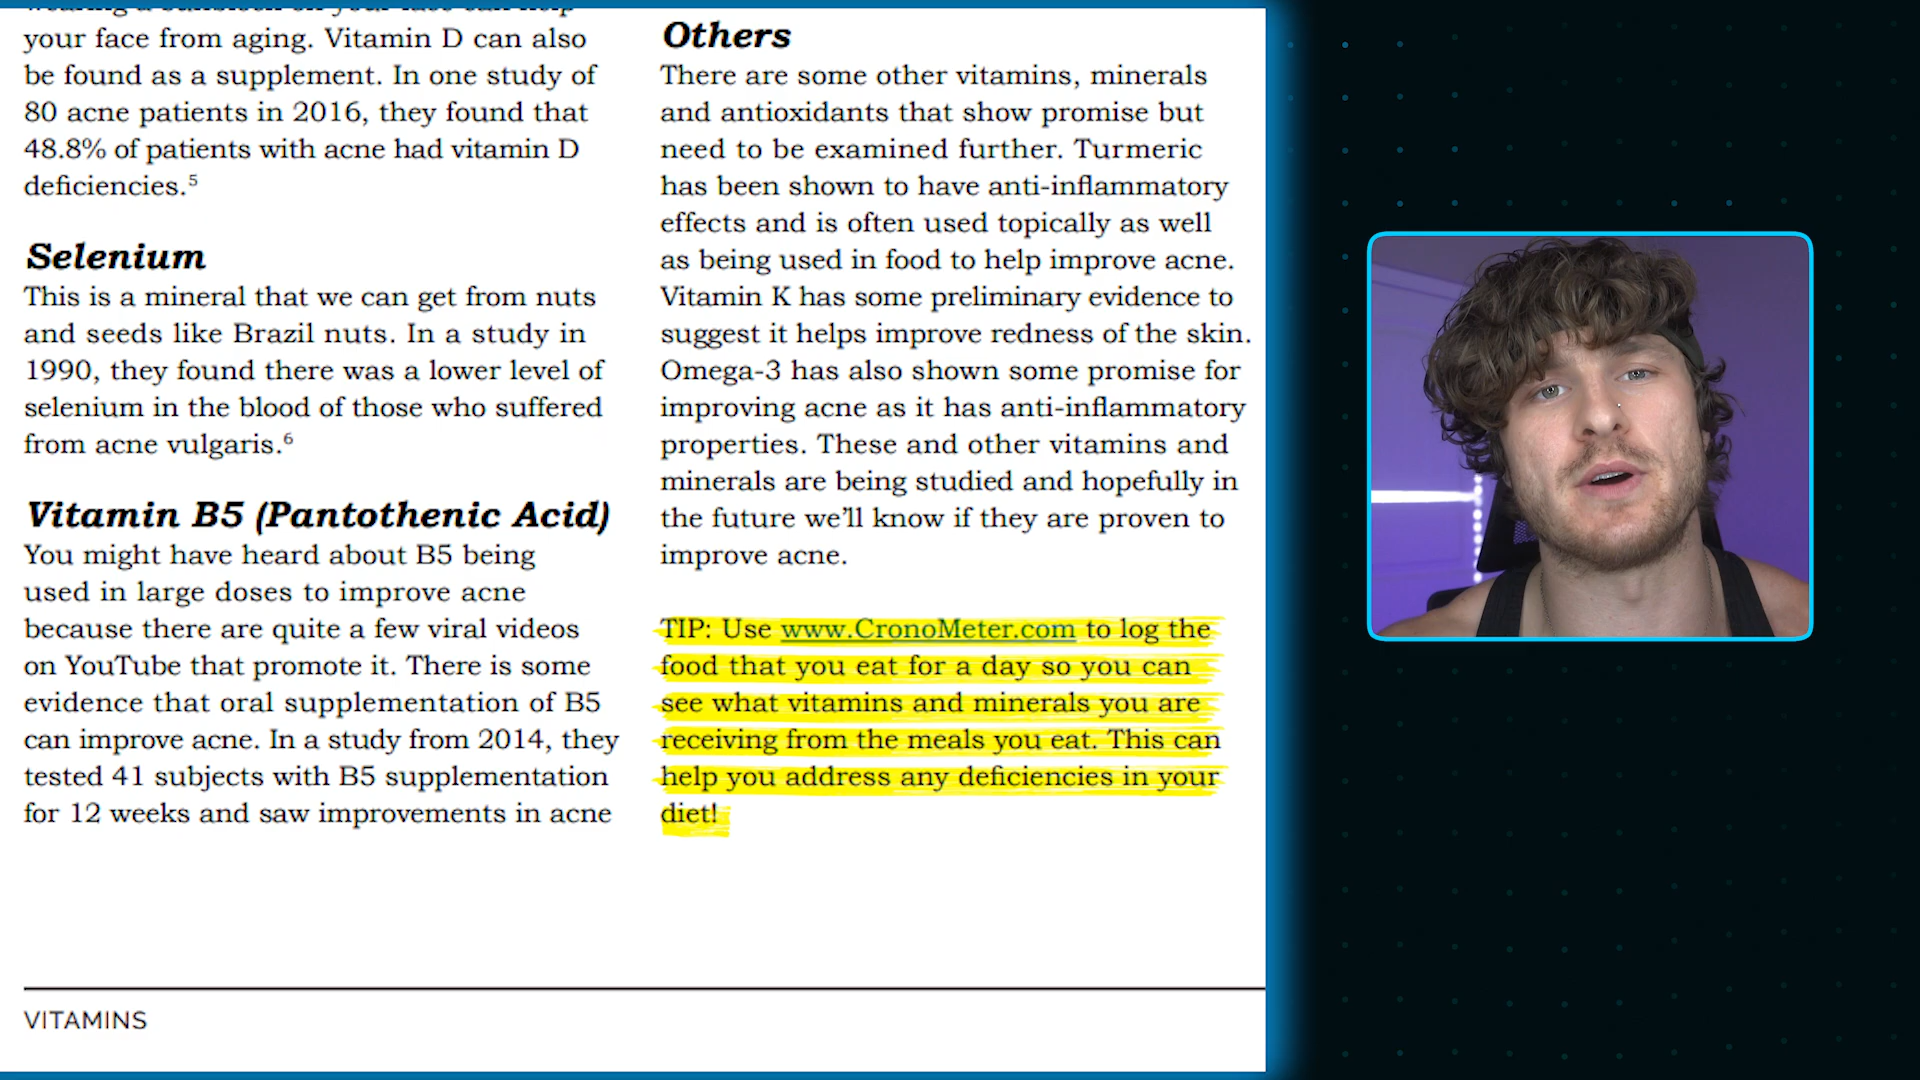 your face from aging. Vitamin D can also
be found as a supplement. In one study of
80 acne patients in 2016, they found that
48.8% of patients with acne had vitamin D
deficiencies.⁵
Selenium
This is a mineral that we can get from nuts
and seeds like Brazil nuts. In a study in
1990, they found there was a lower level of
selenium in the blood of those who suffered
from acne vulgaris.⁶
Vitamin B5 (Pantothenic Acid)
You might have heard about B5 being
used in large doses to improve acne
because there are quite a few viral videos
on YouTube that promote it. There is some
evidence that oral supplementation of B5
can improve acne. In a study from 2014, they
tested 41 subjects with B5 supplementation
for 12 weeks and saw improvements in acne
Others
There are some other vitamins, minerals
and antioxidants that show promise but
need to be examined further. Turmeric
has been shown to have anti-inflammatory
effects and is often used topically as well
as being used in food to help improve acne.
Vitamin K has some preliminary evidence to
suggest it helps improve redness of the skin.
Omega-3 has also shown some promise for
improving acne as it has anti-inflammatory
properties. These and other vitamins and
minerals are being studied and hopefully in
the future we’ll know if they are proven to
improve acne.
TIP: Use www.CronoMeter.com to log the
food that you eat for a day so you can
see what vitamins and minerals you are
receiving from the meals you eat. This can
help you address any deficiencies in your
diet!
VITAMINS